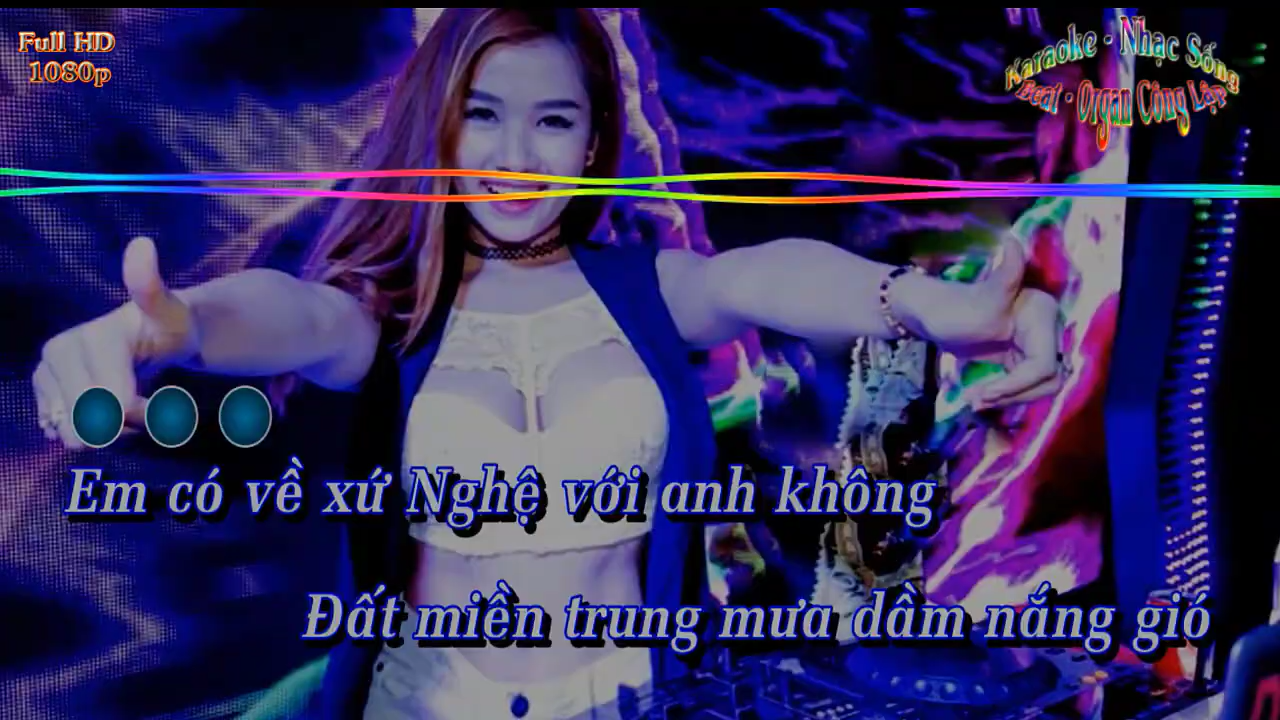 Full HD
1080p
Karaoke - Nhạc Sống
Beat - Organ Công Lập
Em có về xứ Nghệ với anh không
Đất miền trung mưa dầm nắng gió